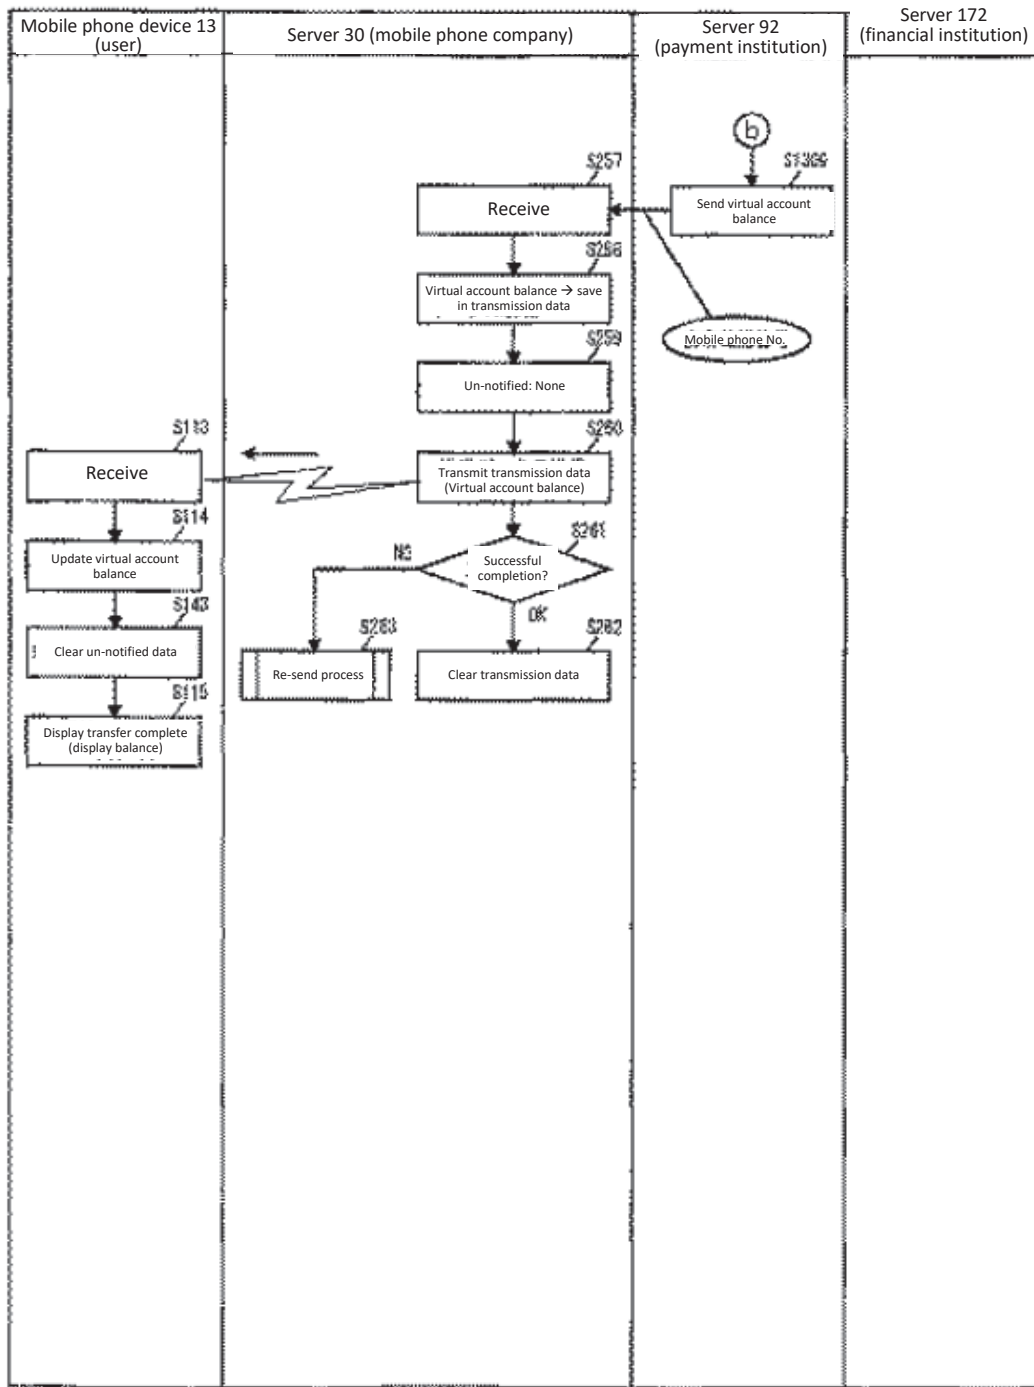 Mobile phone device 13
(user)
Server 30 (mobile phone company)
Server 92
(payment institution)
Server 172
(financial institution)
b
S257
Receive
Send virtual account
balance
Virtual account balance → save
in transmission data
Mobile phone No.
S259
Un-notified: None
S113
Receive
S260
Transmit transmission data
(Virtual account balance)
S114
Update virtual account
balance
S261
Successful
completion?
OK
S143
Clear un-notified data
S263
Re-send process
S262
Clear transmission data
S115
Display transfer complete
(display balance)